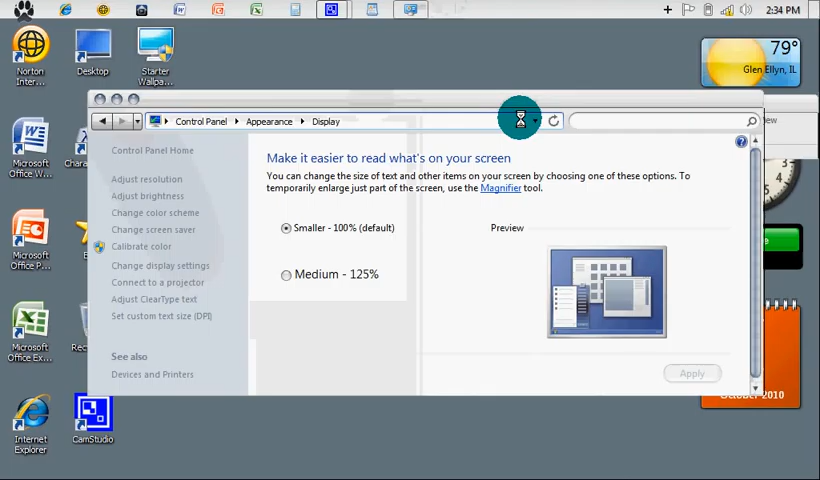 2:34 PM
79°
Glen Ellyn, IL
Norton
Inter...
Desktop
Starter
Wallpa...
Control Panel
Appearance
Display
Control Panel Home
Adjust resolution
Adjust brightness
Change color scheme
Change screen saver
Calibrate color
Change display settings
Connect to a projector
Adjust ClearType text
Set custom text size (DPI)
See also
Devices and Printers
Make it easier to read what's on your screen
You can change the size of text and other items on your screen by choosing one of these options. To
temporarily enlarge just part of the screen, use the Magnifier tool.
Smaller - 100% (default)
Medium - 125%
Preview
Apply
Microsoft
Office W...
Microsoft
Office P...
Microsoft
Office Ex...
Internet
Explorer
CamStudio
October 2010